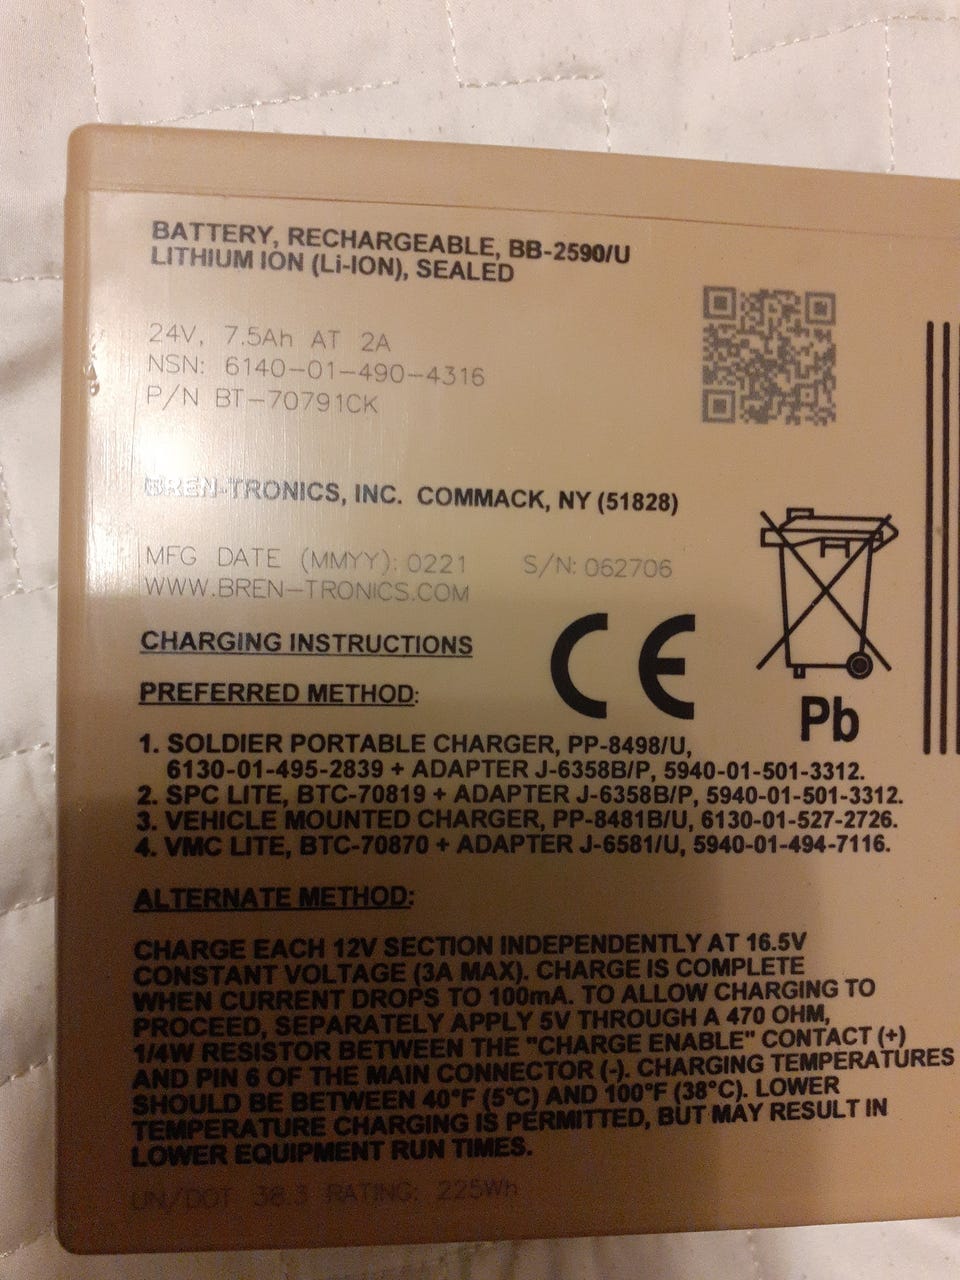 BATTERY, RECHARGEABLE, BB-2590/U
LITHIUM ION (Li-ION), SEALED
24V, 7.5Ah AT 2A
NSN: 6140-01-490-4316
P/N BT-70791CK
BREN-TRONICS, INC. COMMACK, NY (51828)
MFG DATE (MMYY): 0221 S/N: 062706
WWW.BREN-TRONICS.COM
CHARGING INSTRUCTIONS
CE
PREFERRED METHOD:
Pb
1. SOLDIER PORTABLE CHARGER, PP-8498/U,
6130-01-495-2839 + ADAPTER J-6358B/P, 5940-01-501-3312.
2. SPC LITE, BTC-70819 + ADAPTER J-6358B/P, 5940-01-501-3312.
3. VEHICLE MOUNTED CHARGER, PP-8481B/U, 6130-01-527-2726.
4. VMC LITE, BTC-70870 + ADAPTER J-6581/U, 5940-01-494-7116.
ALTERNATE METHOD:
CHARGE EACH 12V SECTION INDEPENDENTLY AT 16.5V
CONSTANT VOLTAGE (3A MAX). CHARGE IS COMPLETE
WHEN CURRENT DROPS TO 100mA. TO ALLOW CHARGING TO
PROCEED, SEPARATELY APPLY 5V THROUGH A 470 OHM,
1/4W RESISTOR BETWEEN THE "CHARGE ENABLE" CONTACT (+)
AND PIN 6 OF THE MAIN CONNECTOR (-). CHARGING TEMPERATURES
SHOULD BE BETWEEN 40°F (5°C) AND 100°F (38°C). LOWER
TEMPERATURE CHARGING IS PERMITTED, BUT MAY RESULT IN
LOWER EQUIPMENT RUN TIMES.
UN/DOT 38.3 RATING: 225Wh